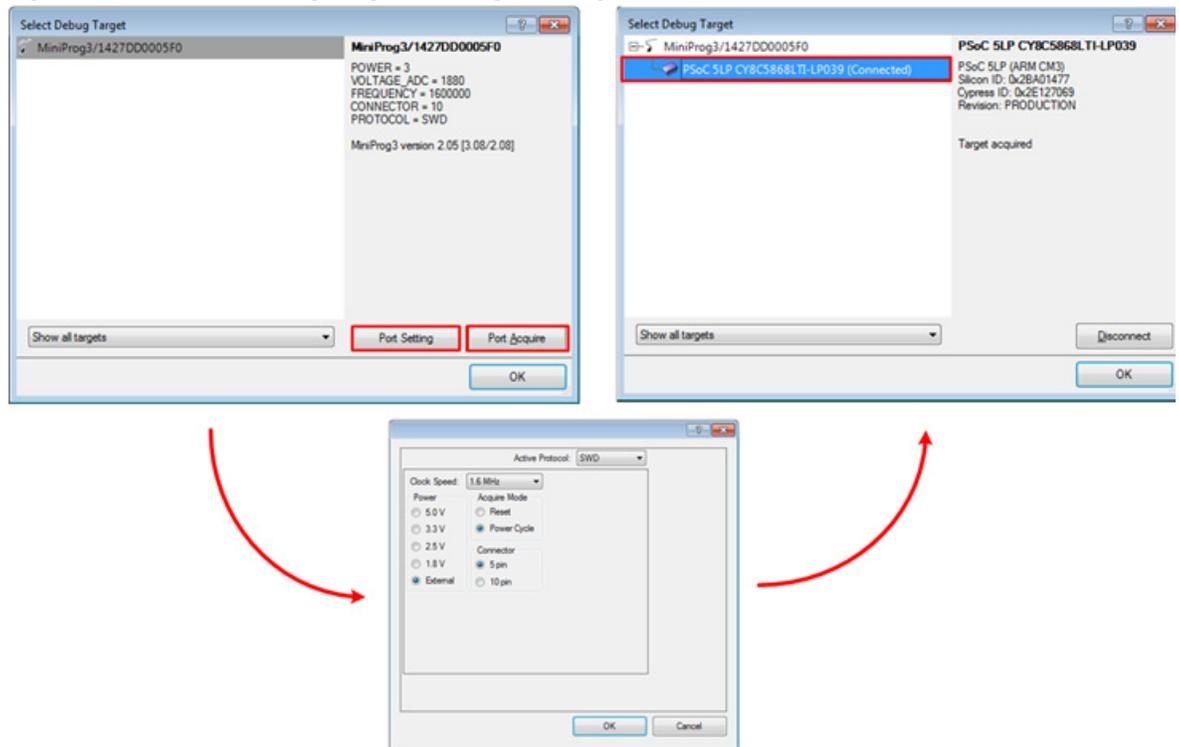 Select Debug Target
MiniProg3/1427DD0005F0
MiniProg3/1427DD0005F0
POWER = 3
VOLTAGE_ADC = 1880
FREQUENCY = 1600000
CONNECTOR = 10
PROTOCOL = SWD
MiniProg3 version 2.05 [3.08/2.08]
Show all targets
Port Setting
Port Acquire
OK
Select Debug Target
MiniProg3/1427DD0005F0
PSoC 5LP CY8C5868LTI-LP039 (Connected)
PSoC 5LP CY8C5868LTI-LP039
PSoC 5LP (ARM CM3)
Silicon ID: 0x2BA01477
Cypress ID: 0x2E127069
Revision: PRODUCTION
Target acquired
Show all targets
Disconnect
OK
Active Protocol: SWD
Clock Speed: 1.6 MHz
Power
5.0 V
3.3 V
2.5 V
1.8 V
External
Acquire Mode
Reset
Power Cycle
Connector
5 pin
10 pin
OK
Cancel